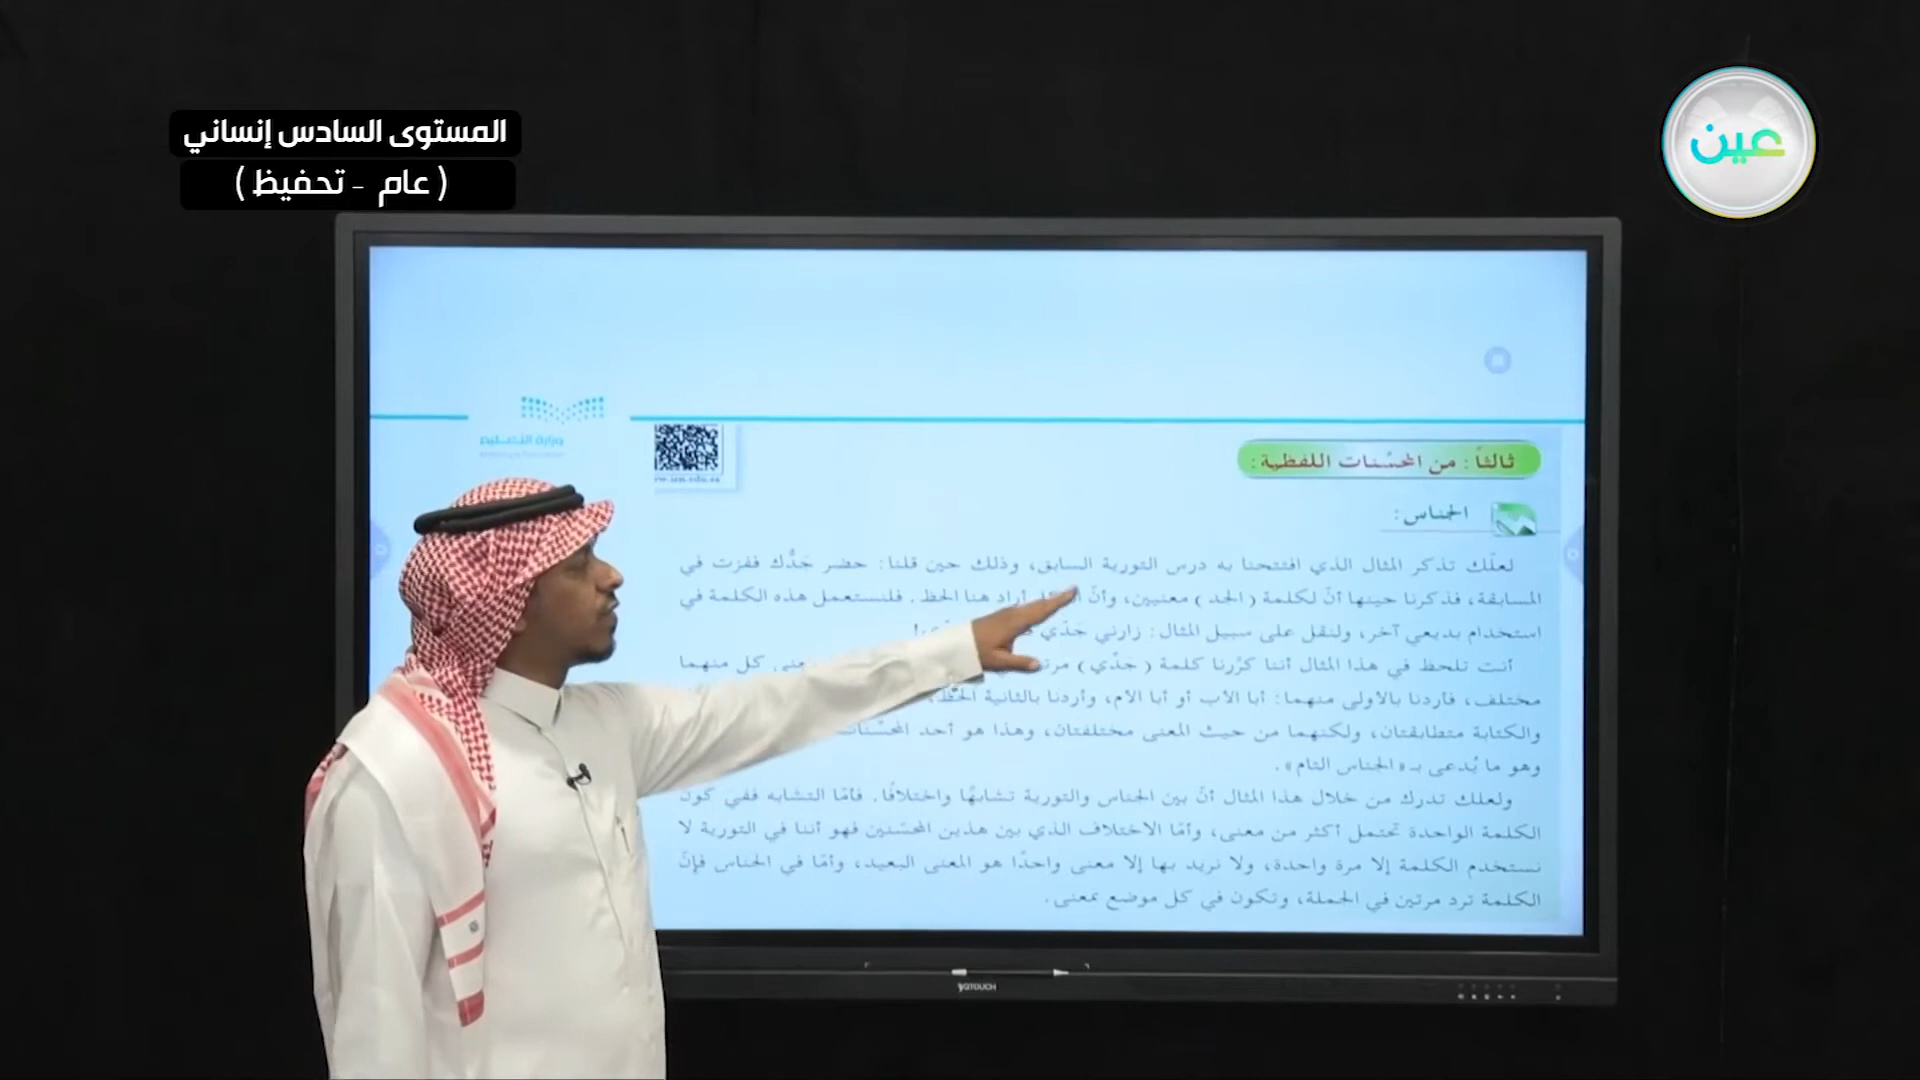 المستوى السادس إنساني
( عام - تحفيظ )
عين
وزارة التعليم
ثالثاً : من المحسّنات اللفظية :
الجناس :
لعلّك تذكر المثال الذي افتتحنا به درس التورية السابق، وذلك حين قلنا : حضر جَدُّك ففزت في
المسابقة، فذكرنا حينها أنّ لكلمة ( الجد ) معنيين، وأنّ أراد هنا الحظ . فلنستعمل هذه الكلمة في
استخدام بديعي آخر، ولنقل على سبيل المثال : زارني جَدّي
أنت تلحظ في هذا المثال أننا كرّرنا كلمة ( جَدّي ) كل منهما
مختلف، فأردنا بالأولى منهما : أبا الأب أو أبا الأم، وأردنا بالثانية الحَظّ،
والكتابة متطابقتان، ولكنهما من حيث المعنى مختلفتان، وهذا هو أحد المحسّنات
وهو ما يُدعى بـ « الجناس التام » .
ولعلك تدرك من خلال هذا المثال أنّ بين الجناس والتورية تشابهًا واختلافًا . فأمّا التشابه ففي كون
الكلمة الواحدة تحتمل أكثر من معنى، وأمّا الاختلاف الذي بين هذين المحسّنين فهو أننا في التورية لا
نستخدم الكلمة إلا مرة واحدة، ولا نريد بها إلا معنى واحدًا هو المعنى البعيد، وأمّا في الجناس فإنّ
الكلمة ترد مرتين في الجملة، وتكون في كل موضع بمعنى .